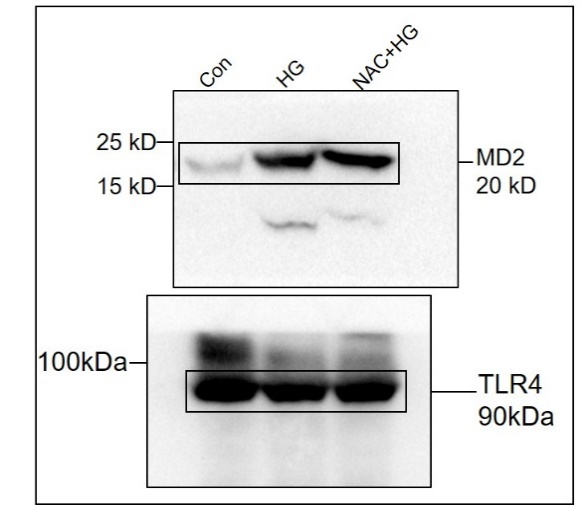 Con
HG
NAC+HG
25 kD
MD2
15 kD
20 kD
100kDa
TLR4
90kDa